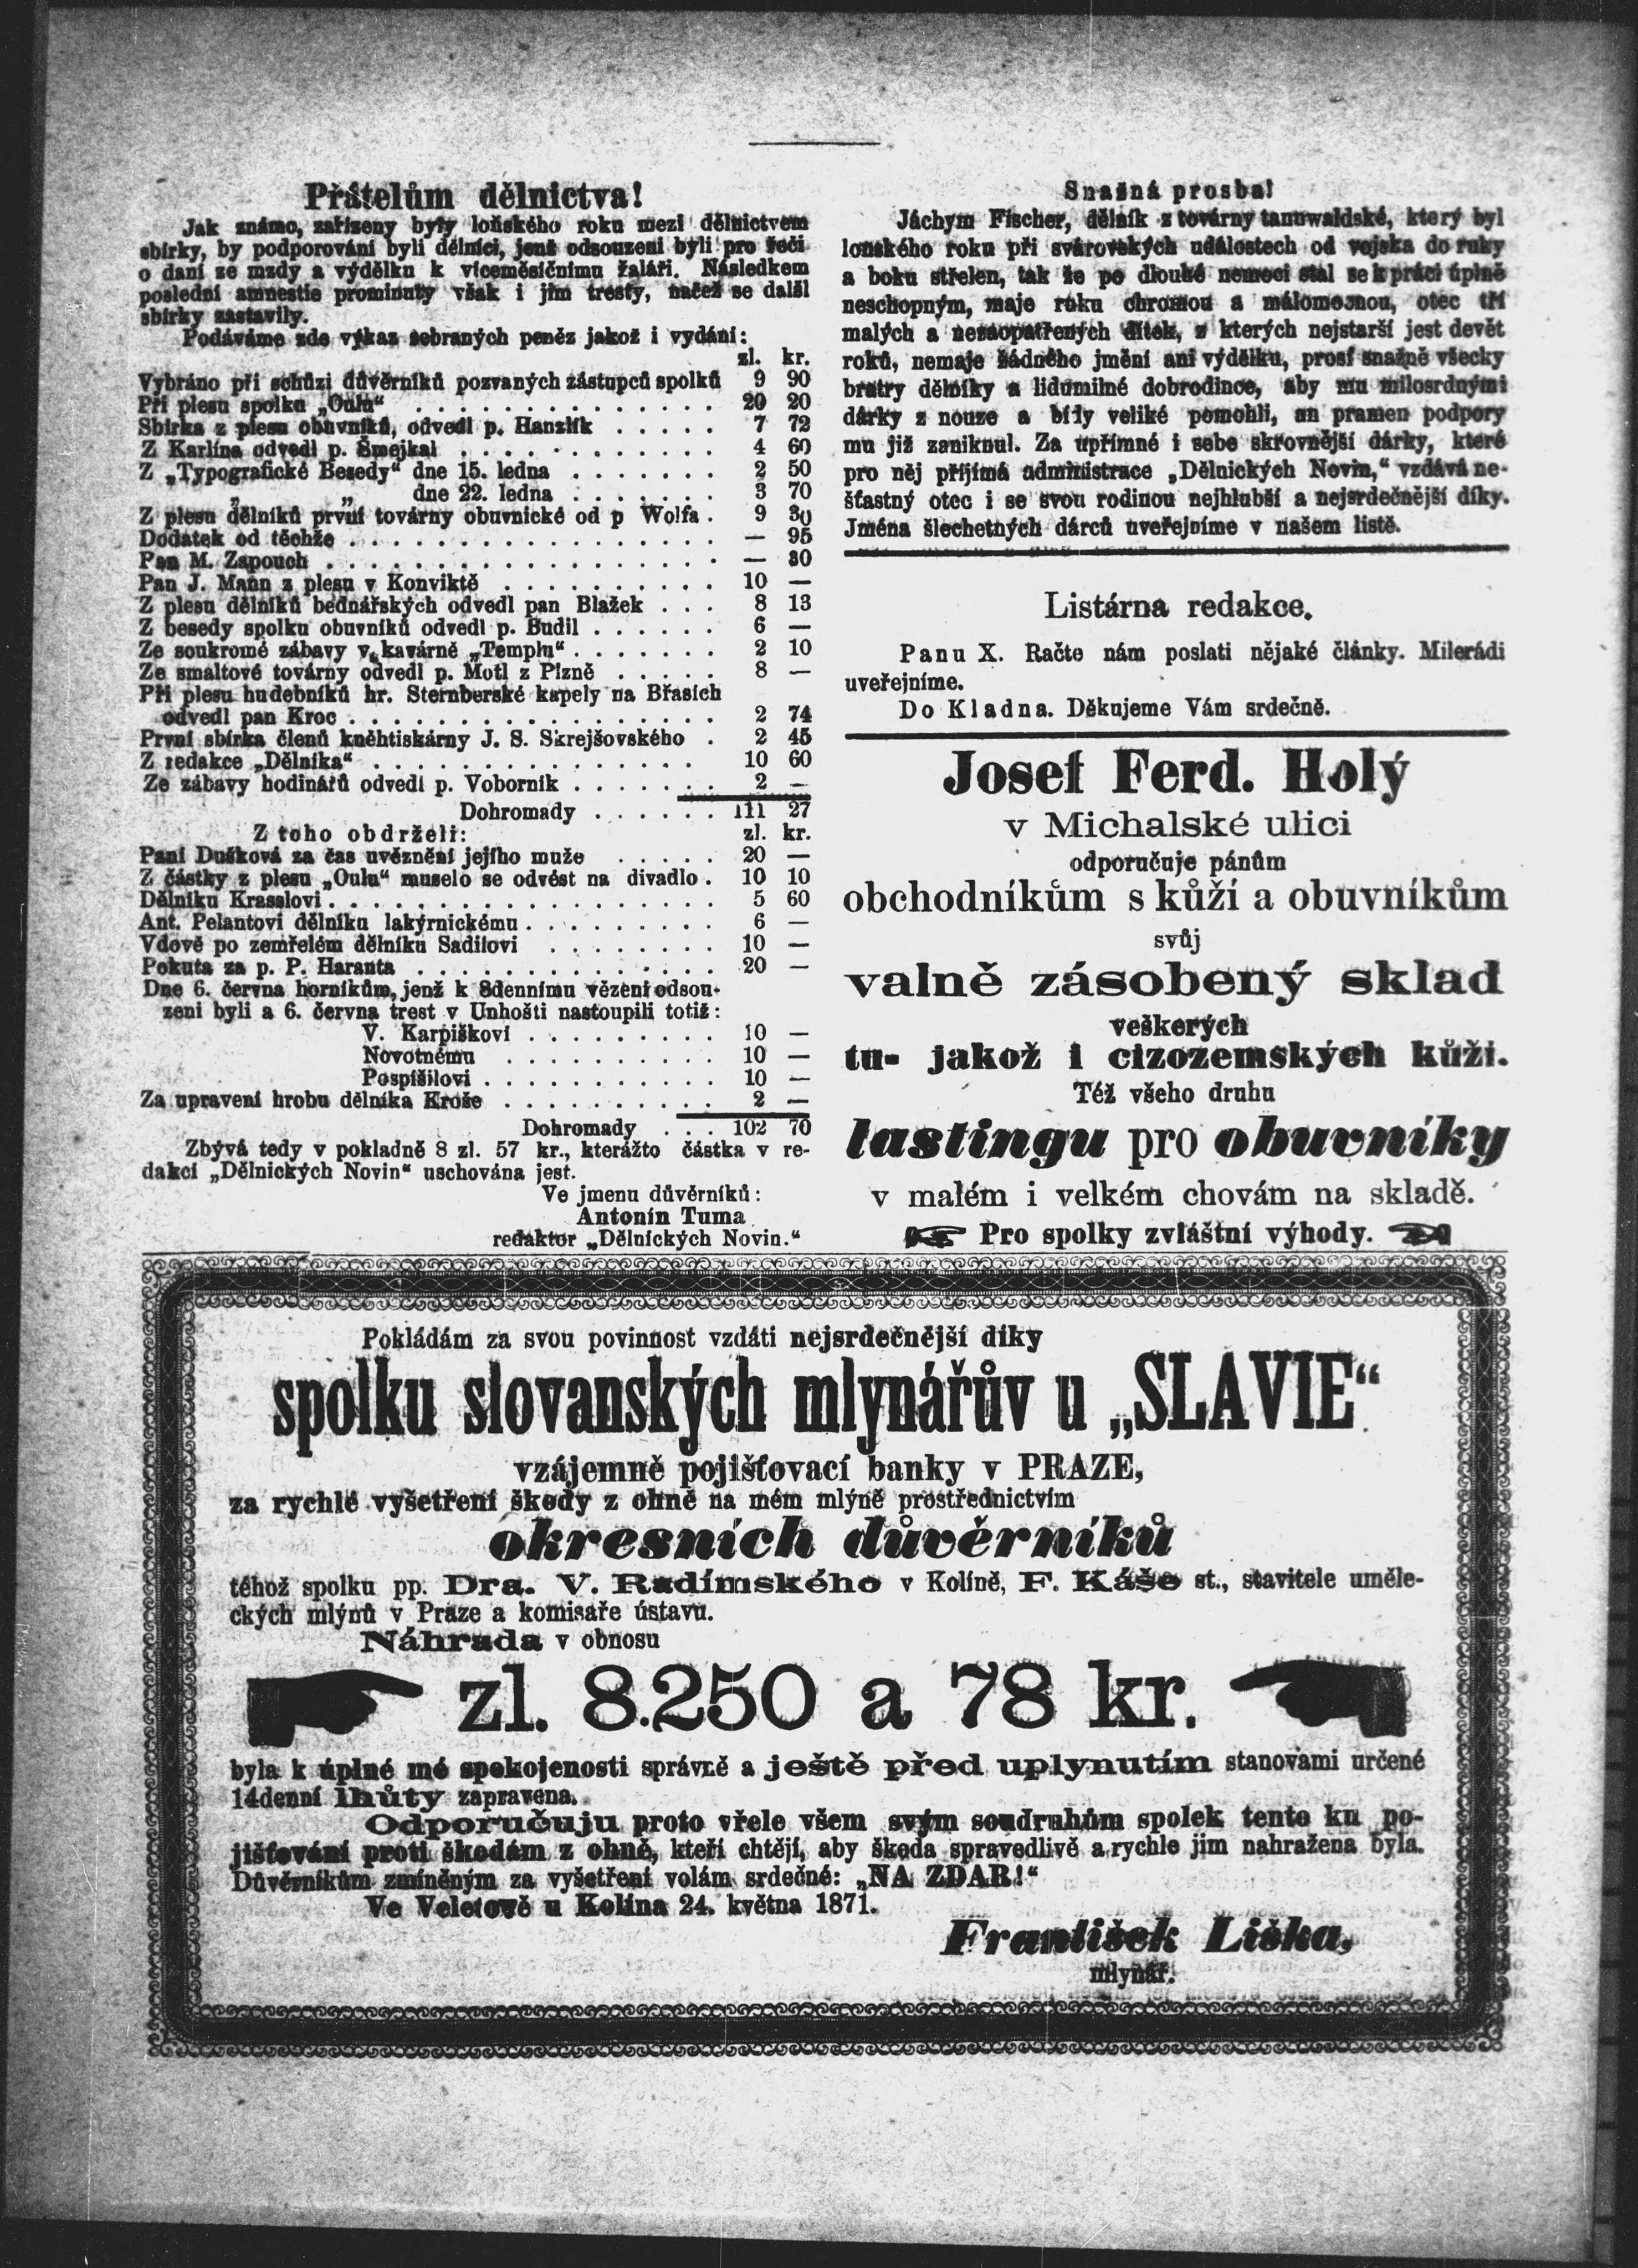 Přátelům dělnictva!
Jak známo, zařízeny byly loňského roku mezi dělnictvem
sbírky, by podporováni byli dělníci, jenž odsouzeni byli pro řeči
o dani ze mzdy a výdělku k víceměsíčnímu žaláři. Následkem
poslední amnestie prominuty však i jim tresty, načež se další
sbírky zastavily.
Podáváme zde výkaz sebraných peněz jakož i vydání:
zl. kr.
Vybráno při schůzi důvěrníků pozvaných zástupců spolků 9 90
Při plesu spolku „Oulu“ . . . . . 20 20
Sbírka z plesu obuvníků, odvedl p. Hanzlík . . . . . 7 72
Z Karlína odvedl p. Smejkal . . . . . 4 60
Z „Typografické Besedy“ dne 15. ledna . . . . . 2 50
„ „ dne 22. ledna . . . . . 3 70
Z plesu dělníků první továrny obuvnické od p Wolfa . 9 30
Dodatek od těchže . . . . . — 95
Pan M. Zapouch . . . . . — 80
Pan J. Mann z plesu v Konviktě . . . . . 10 —
Z plesu dělníků bednářských odvedl pan Blažek . . . 8 13
Z besedy spolku obuvníků odvedl p. Budil . . . . . 6 —
Ze soukromé zábavy v kavárně „Templu“ . . . . . 2 10
Ze smaltové továrny odvedl p. Motl z Plzně . . . . . 8 —
Při plesu hudebníků hr. Sternberské kapely na Břasích
odvedl pan Kroc . . . . . 2 74
První sbírka členů kněhtiskárny J. S. Skrejšovského . 2 45
Z redakce „Dělníka“ . . . . . 10 60
Ze zábavy hodinářů odvedl p. Voborník . . . . . 2 —
Dohromady . . . . . . 111 27
Z toho obdrželi: zl. kr.
Paní Dušková za čas uvěznění jejího muže . . . . . 20 —
Z částky z plesu „Oulu“ muselo se odvést na divadlo . 10 10
Dělníku Krasslovi . . . . . 5 60
Ant. Pelantovi dělníku lakýrnickému . . . . . 6 —
Vdově po zemřelém dělníku Sadilovi . . . . . 10 —
Pokuta za p. P. Haranta . . . . . 20 —
Dne 6. června horníkům, jenž k 8dennímu vězení odsou-
zeni byli a 6. června trest v Unhošti nastoupili totiž:
V. Karpíškovi . . . . . 10 —
Novotnému . . . . . 10 —
Pospíšilovi . . . . . 10 —
Za upravení hrobu dělníka Kroše . . . . . 2 —
Dohromady . . . 102 70
Zbývá tedy v pokladně 8 zl. 57 kr., kterážto částka v re-
dakci „Dělnických Novin“ uschována jest.
Ve jmenu důvěrníků:
Antonín Tuma
redaktor „Dělnických Novin.“
Snažná prosba!
Jáchym Fischer, dělník z továrny tannwaldské, který byl
lonského roku při svárovských událostech od vojska do ruky
a boku střelen, tak že po dlouhé nemoci stal se k práci úplně
neschopným, maje ruku chromou a málomocnou, otec tří
malých a nezaopatřených dítek, z kterých nejstarší jest devět
roků, nemaje žádného jmění ani výdělku, prosí snažně všecky
bratry dělníky a lidumilné dobrodince, aby mu milosrdnými
dárky z nouze a bídy veliké pomohli, an pramen podpory
mu již zaniknul. Za upřímné i sebe skrovnější dárky, které
pro něj přijímá administrace „Dělnických Novin,“ vzdává ne-
šťastný otec i se svou rodinou nejhlubší a nejsrdečnější díky.
Jména šlechetných dárců uveřejníme v našem listě.
Listárna redakce.
Panu X. Račte nám poslati nějaké články. Milerádi
uveřejníme.
Do Kladna. Děkujeme Vám srdečně.
Josef Ferd. Holý
v Michalské ulici
odporučuje pánům
obchodníkům s kůží a obuvníkům
svůj
valně zásobený sklad
veškerých
tu- jakož i cizozemských kůží.
Též všeho druhu
lastingu pro obuvníky
v malém i velkém chovám na skladě.
Pro spolky zvláštní výhody.
Pokládám za svou povinnost vzdáti nejsrdečnější díky
spolku slovanských mlynářův u „SLAVIE“
vzájemně pojišťovací banky v PRAZE,
za rychlé vyšetření škody z ohně na mém mlýně prostřednictvím
okresních důvěrníků
téhož spolku pp. Dra. V. Radímského v Kolíně, F. Káše st., stavitele uměle-
ckých mlýnů v Praze a komisaře ústavu.
Náhrada v obnosu
zl. 8.250 a 78 kr.
byla k úplné mé spokojenosti správně a ještě před uplynutím stanovami určené
14denní lhůty zapravena.
Odporučuju proto vřele všem svým soudruhům spolek tento ku po-
jišťování proti škodám z ohně, kteří chtějí, aby škoda spravedlivě a rychle jim nahražena byla.
Důvěrníkům zmíněným za vyšetření volám srdečné: „NA ZDAR!“
Ve Veletově u Kolína 24. května 1871.
František Liška,
mlynář.